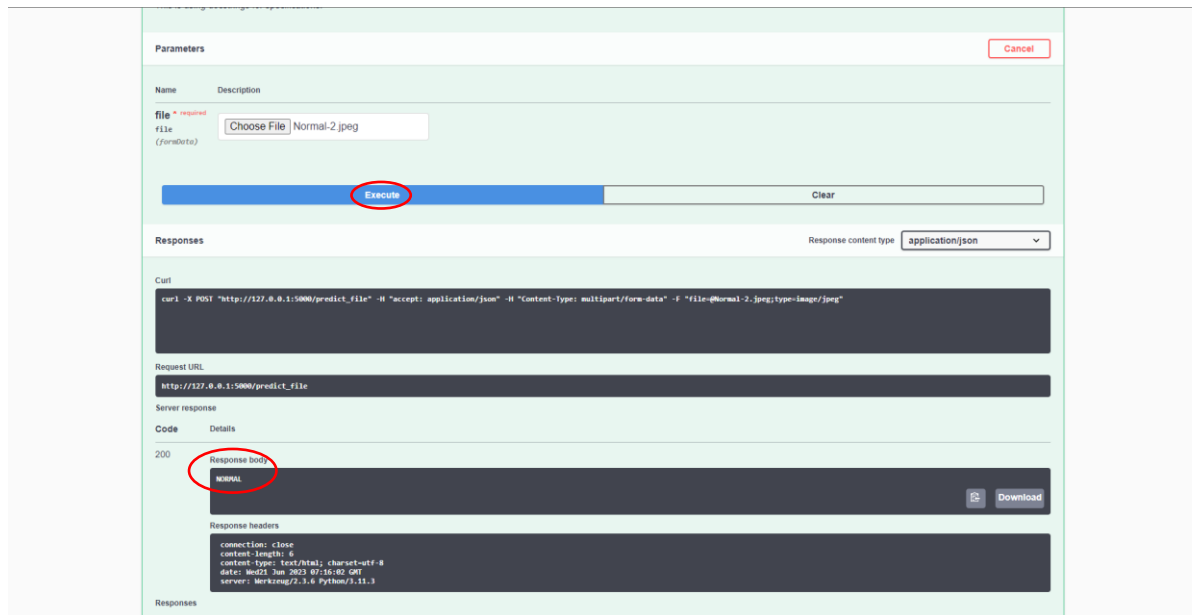 Parameters
Cancel
Name Description
file * required
file
(formData)
Choose File Normal-2.jpeg
Execute Clear
Responses
Response content type application/json
Curl
curl -X POST "http://127.0.0.1:5000/predict_file" -H "accept: application/json" -H "Content-Type: multipart/form-data" -F "file=@Normal-2.jpeg;type=image/jpeg"
Request URL
http://127.0.0.1:5000/predict_file
Server response
Code Details
200
Response body
NORMAL
Download
Response headers
connection: close
content-length: 6
content-type: text/html; charset=utf-8
date: Wed21 Jun 2023 07:16:02 GMT
server: Werkzeug/2.3.6 Python/3.11.3
Responses